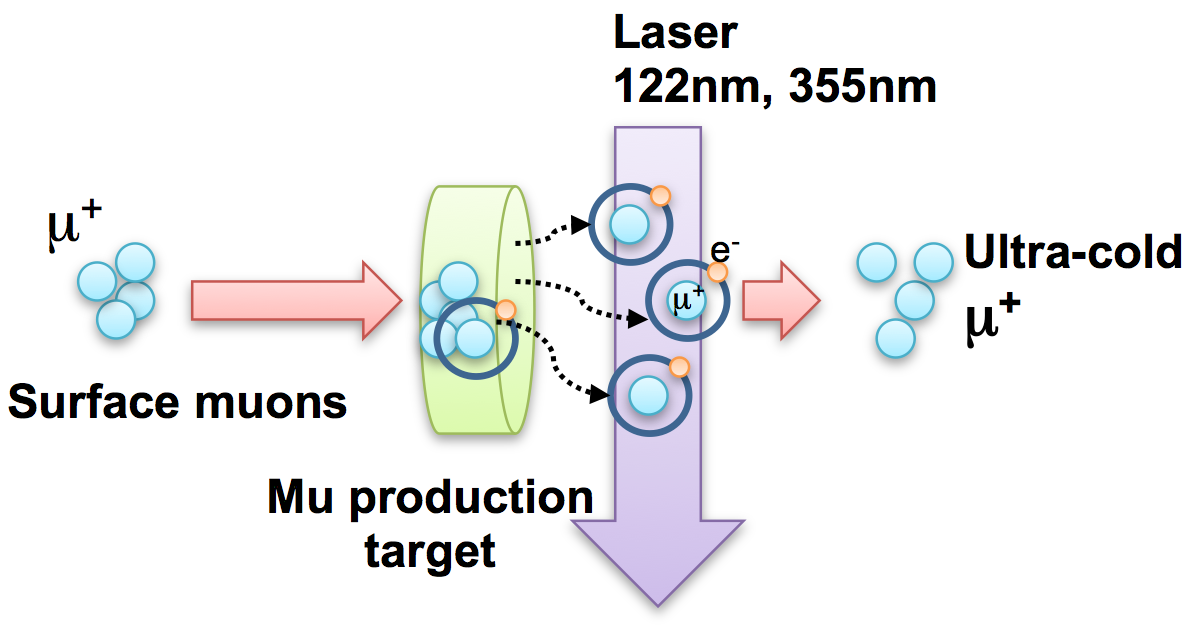 Laser
122nm, 355nm
μ+
e-
μ+
Ultra-cold
μ+
Surface muons
Mu production
target